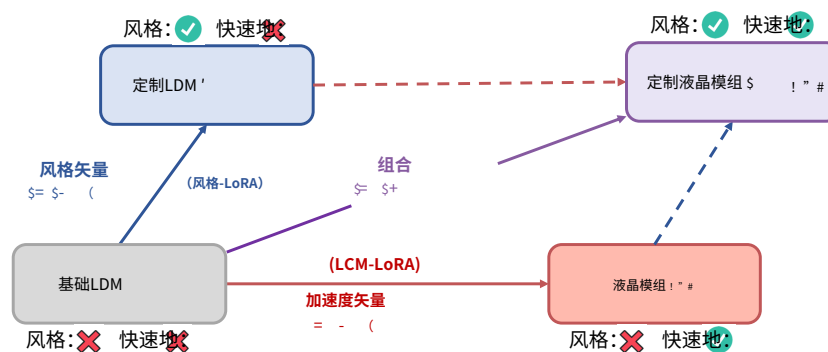 风格： 快速地:
风格： 快速地:
定制LDM '
定制液晶模组 $ ! ” #
风格矢量
$= $- (
（风格-LoRA）
组合
$= $+
基础LDM
(LCM-LoRA)
加速度矢量
= - (
液晶模组 ! ” #
风格： 快速地:
风格： 快速地: